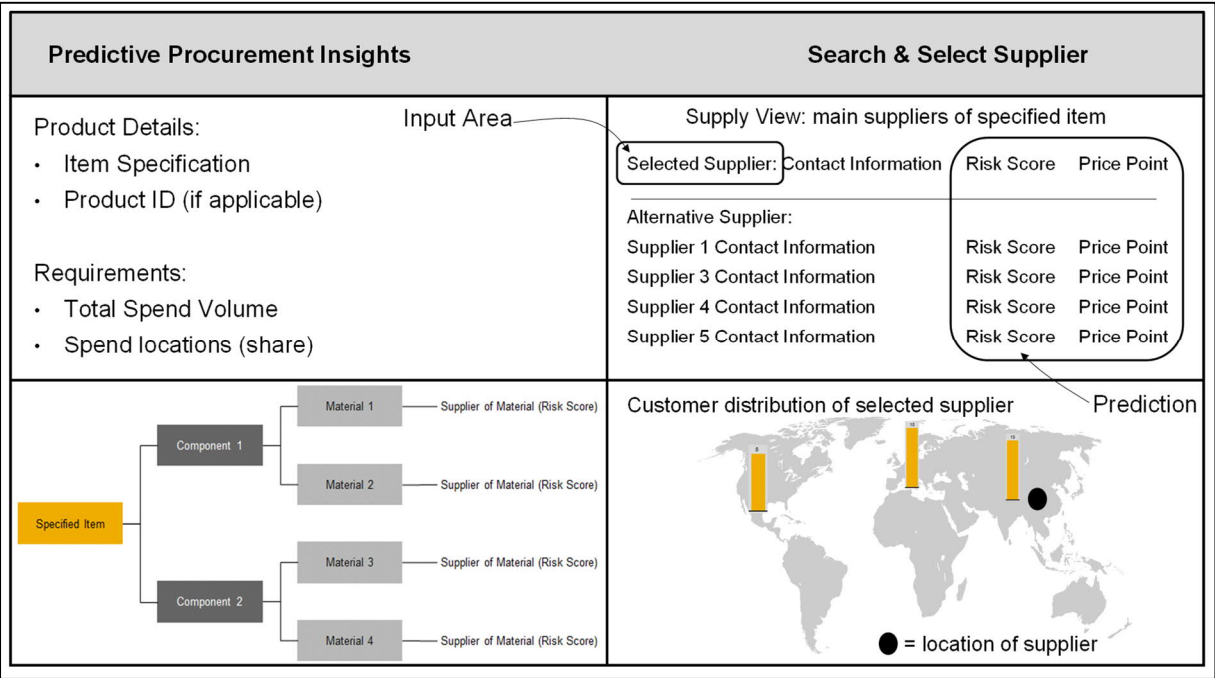 Predictive Procurement Insights
Search & Select Supplier
Product Details:
• Item Specification
• Product ID (if applicable)
Requirements:
• Total Spend Volume
• Spend locations (share)
Input Area
Supply View: main suppliers of specified item
Selected Supplier: Contact Information Risk Score Price Point
Alternative Supplier:
Supplier 1 Contact Information Risk Score Price Point
Supplier 3 Contact Information Risk Score Price Point
Supplier 4 Contact Information Risk Score Price Point
Supplier 5 Contact Information Risk Score Price Point
Prediction
Specified Item
Component 1
Component 2
Material 1
Supplier of Material (Risk Score)
Material 2
Supplier of Material (Risk Score)
Material 3
Supplier of Material (Risk Score)
Material 4
Supplier of Material (Risk Score)
Customer distribution of selected supplier
= location of supplier